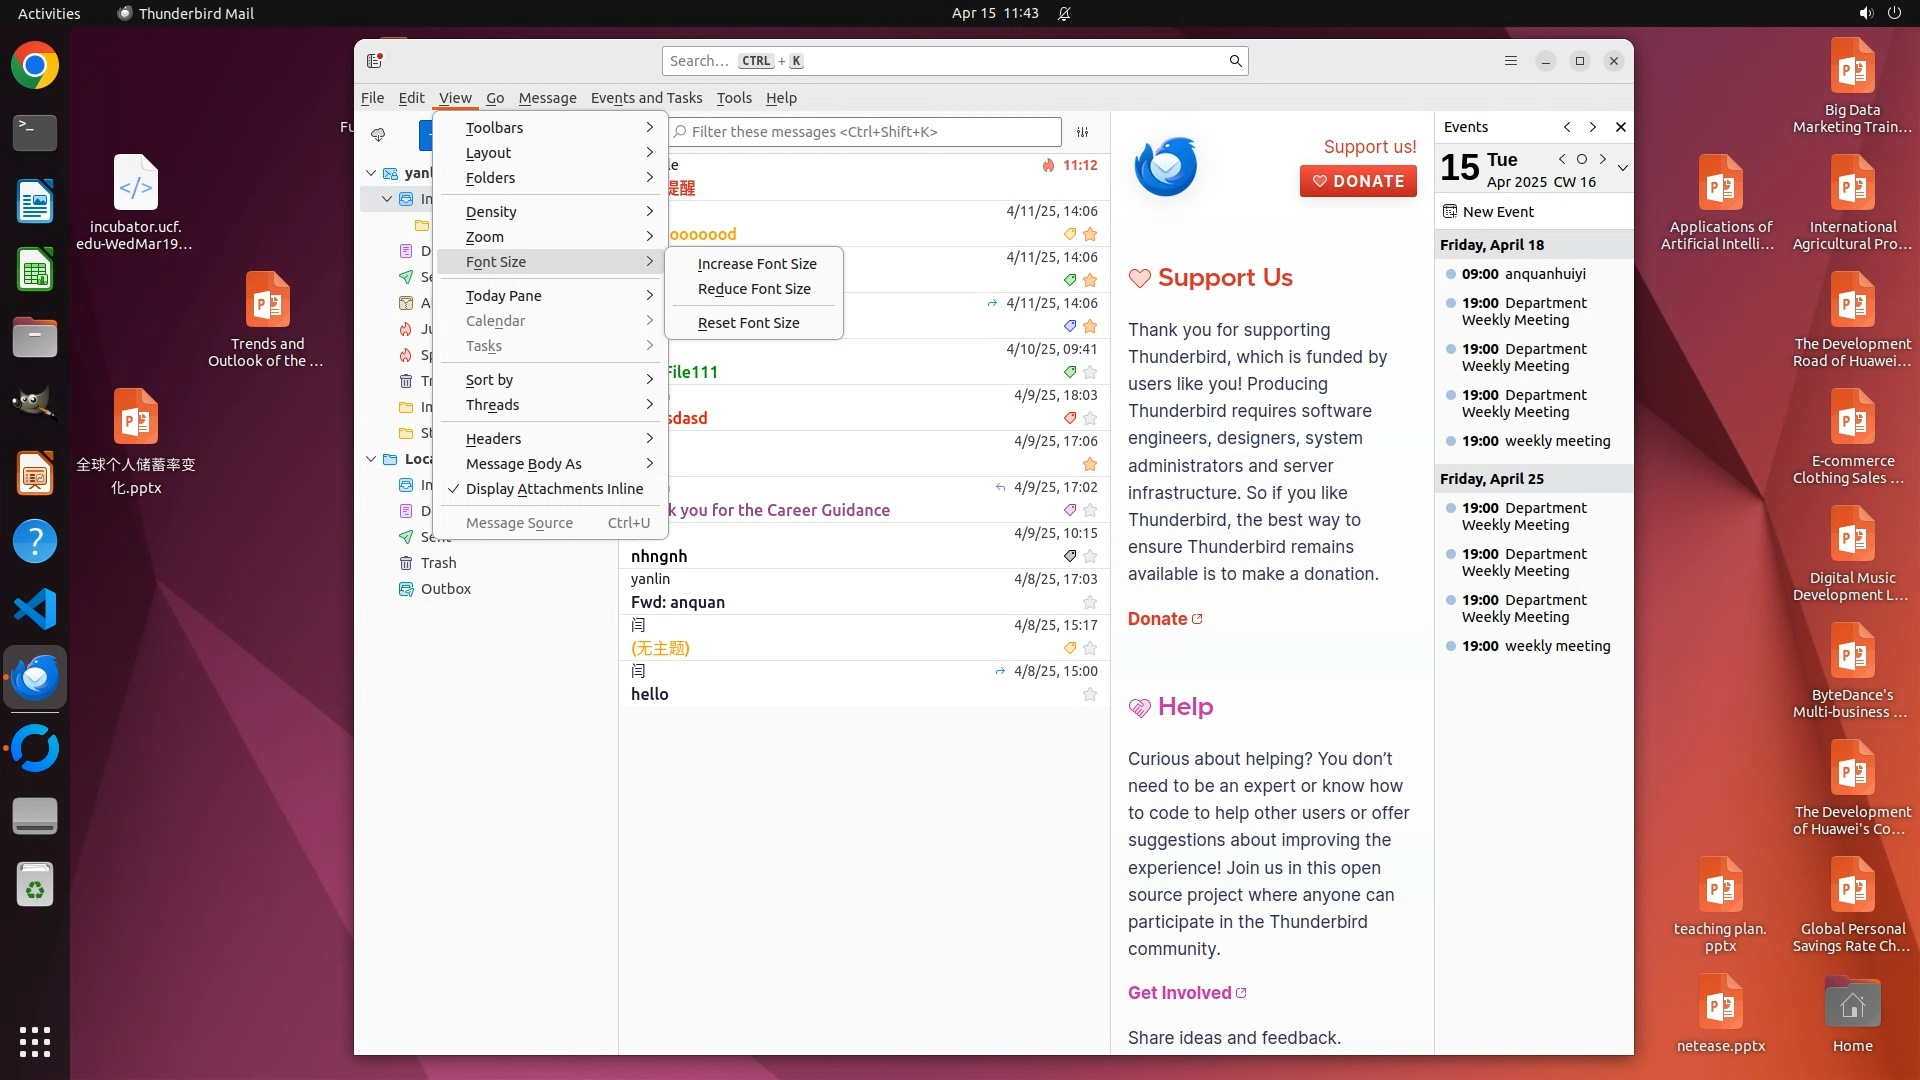 Activities
Thunderbird Mail
Apr 15 11:43
Search… CTRL + K
File Edit View Go Message Events and Tasks Tools Help
Toolbars
Layout
Folders
Density
Zoom
Font Size
Today Pane
Calendar
Tasks
Sort by
Threads
Headers
Message Body As
Display Attachments Inline
Message Source Ctrl+U
Increase Font Size
Reduce Font Size
Reset Font Size
Trash
Outbox
Filter these messages <Ctrl+Shift+K>
11:12
提醒
4/11/25, 14:06
4/11/25, 14:06
4/11/25, 14:06
4/10/25, 09:41
File111
4/9/25, 18:03
4/9/25, 17:06
4/9/25, 17:02
you for the Career Guidance
4/9/25, 10:15
nhngnh
yanlin 4/8/25, 17:03
Fwd: anquan
闫 4/8/25, 15:17
(无主题)
闫 4/8/25, 15:00
hello
Support us!
DONATE
Support Us
Thank you for supporting
Thunderbird, which is funded by
users like you! Producing
Thunderbird requires software
engineers, designers, system
administrators and server
infrastructure. So if you like
Thunderbird, the best way to
ensure Thunderbird remains
available is to make a donation.
Donate
Help
Curious about helping? You don’t
need to be an expert or know how
to code to help other users or offer
suggestions about improving the
experience! Join us in this open
source project where anyone can
participate in the Thunderbird
community.
Get Involved
Share ideas and feedback.
Events
15 Tue
Apr 2025 CW 16
New Event
Friday, April 18
09:00 anquanhuiyi
19:00 Department
Weekly Meeting
19:00 Department
Weekly Meeting
19:00 Department
Weekly Meeting
19:00 weekly meeting
Friday, April 25
19:00 Department
Weekly Meeting
19:00 Department
Weekly Meeting
19:00 Department
Weekly Meeting
19:00 weekly meeting
incubator.ucf.
edu-WedMar19...
Trends and
Outlook of the ...
全球个人储蓄率变
化.pptx
Big Data
Marketing Train...
Applications of
Artificial Intelli...
International
Agricultural Pro...
The Development
Road of Huawei...
E-commerce
Clothing Sales ...
Digital Music
Development L...
ByteDance's
Multi-business ...
The Development
of Huawei's Co...
teaching plan.
pptx
Global Personal
Savings Rate Ch...
netease.pptx
Home